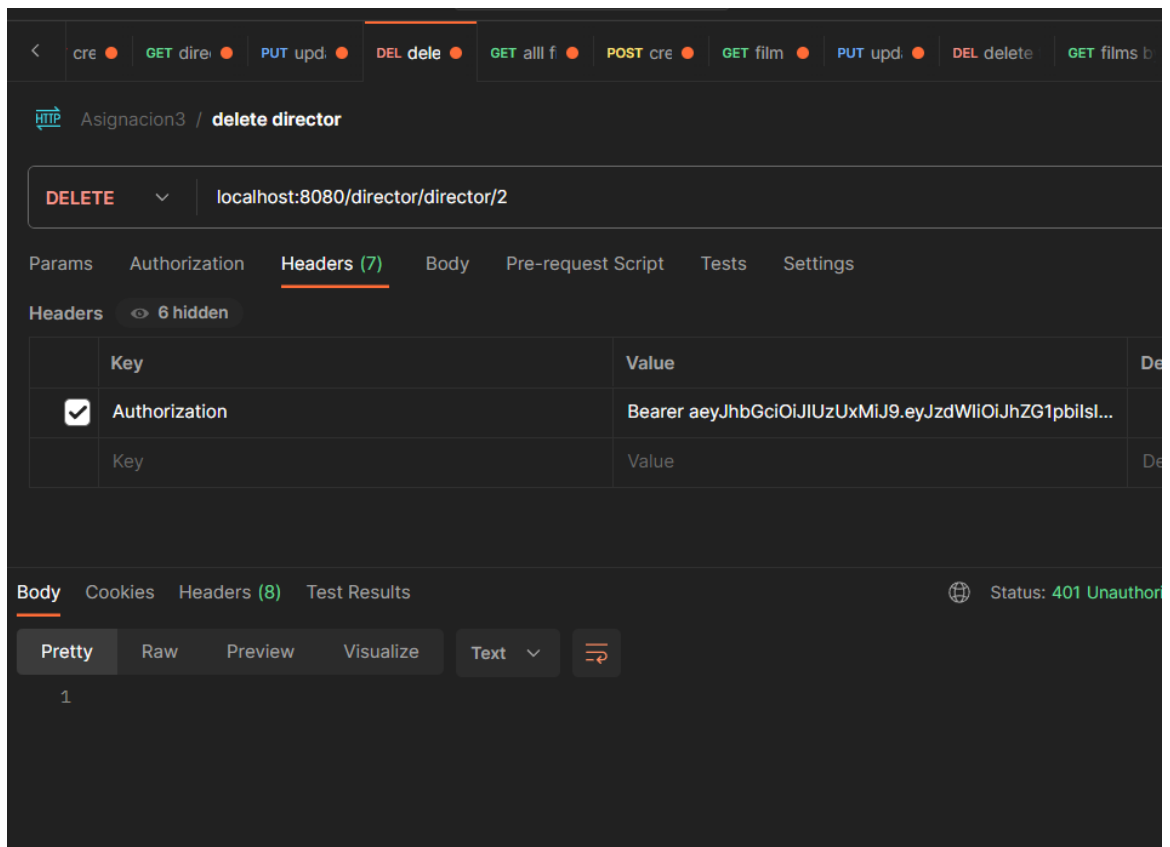 cre GET dire PUT upd DEL dele GET alll f POST cre GET film PUT upd DEL delete GET films b
HTTP Asignacion3 / delete director
DELETE localhost:8080/director/director/2
Params Authorization Headers (7) Body Pre-request Script Tests Settings
Headers 6 hidden
Key Value De
Authorization Bearer aeyJhbGciOiJIUzUxMiJ9.eyJzdWIiOiJhZG1pbiIsI...
Key Value De
Body Cookies Headers (8) Test Results Status: 401 Unauthori
Pretty Raw Preview Visualize Text
1